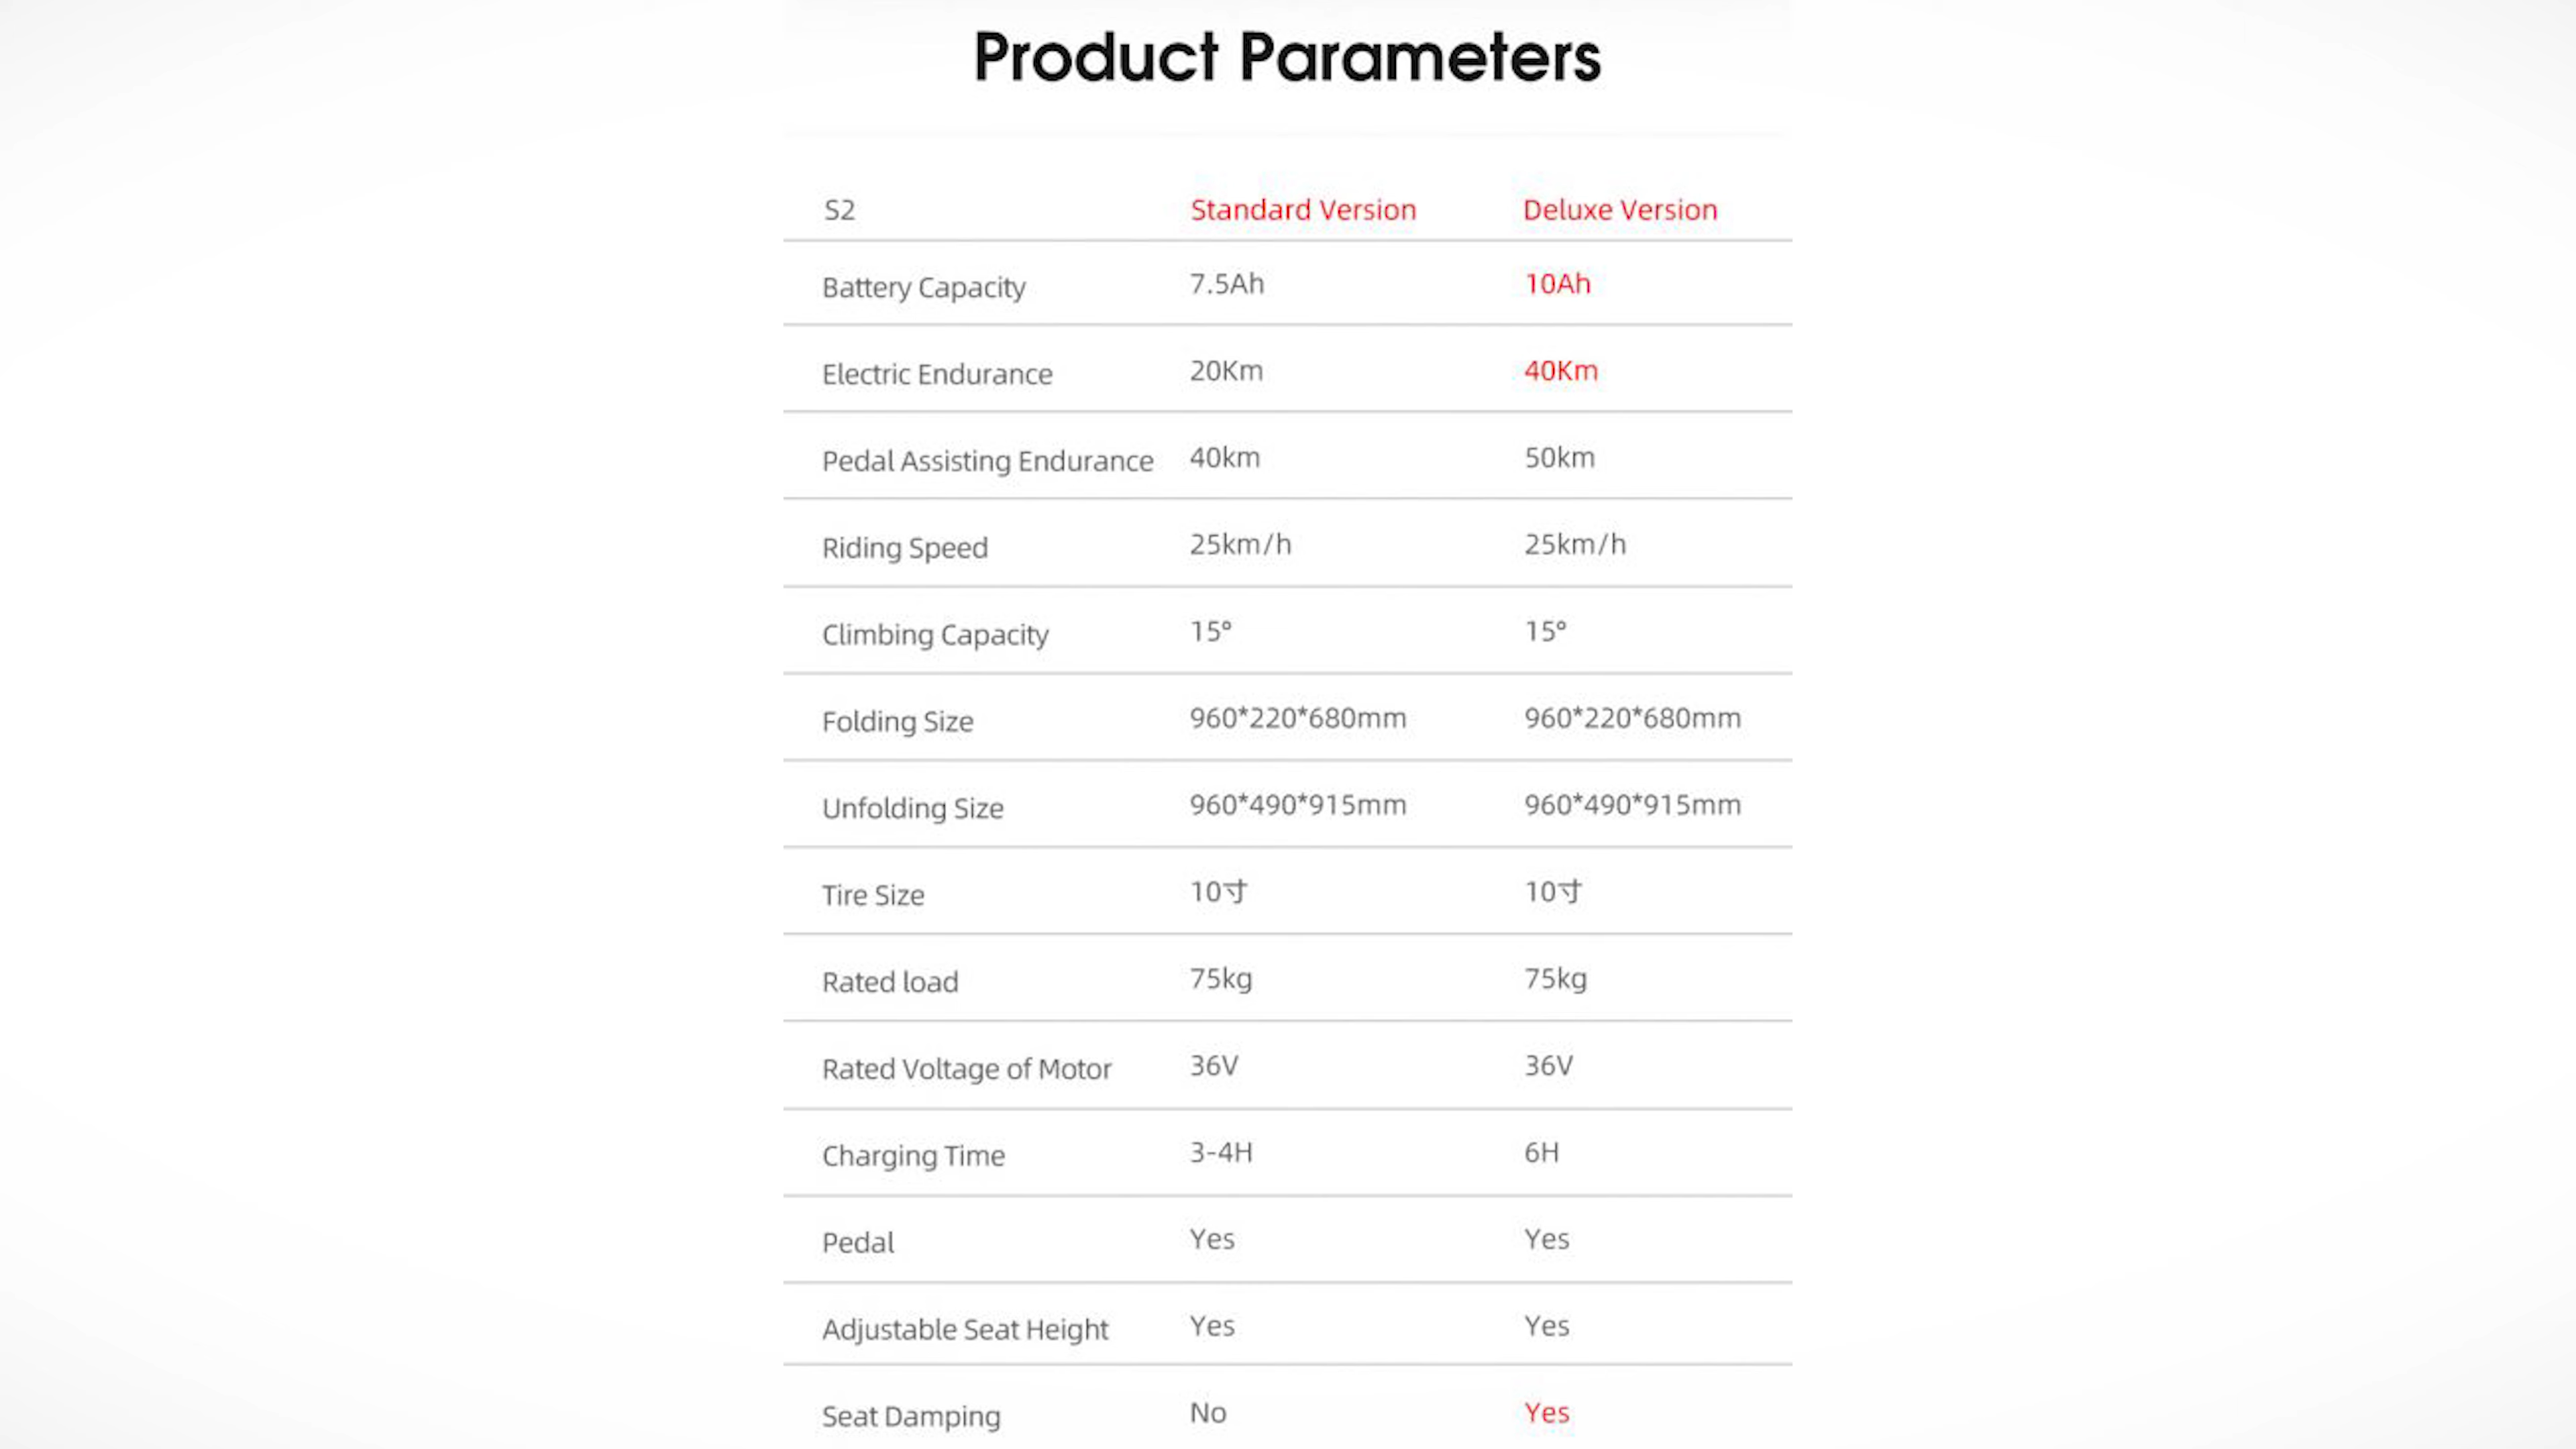 Product Parameters
S2 Standard Version Deluxe Version
Battery Capacity 7.5Ah 10Ah
Electric Endurance 20Km 40Km
Pedal Assisting Endurance 40km 50km
Riding Speed 25km/h 25km/h
Climbing Capacity 15° 15°
Folding Size 960*220*680mm 960*220*680mm
Unfolding Size 960*490*915mm 960*490*915mm
Tire Size 10寸 10寸
Rated load 75kg 75kg
Rated Voltage of Motor 36V 36V
Charging Time 3-4H 6H
Pedal Yes Yes
Adjustable Seat Height Yes Yes
Seat Damping No Yes